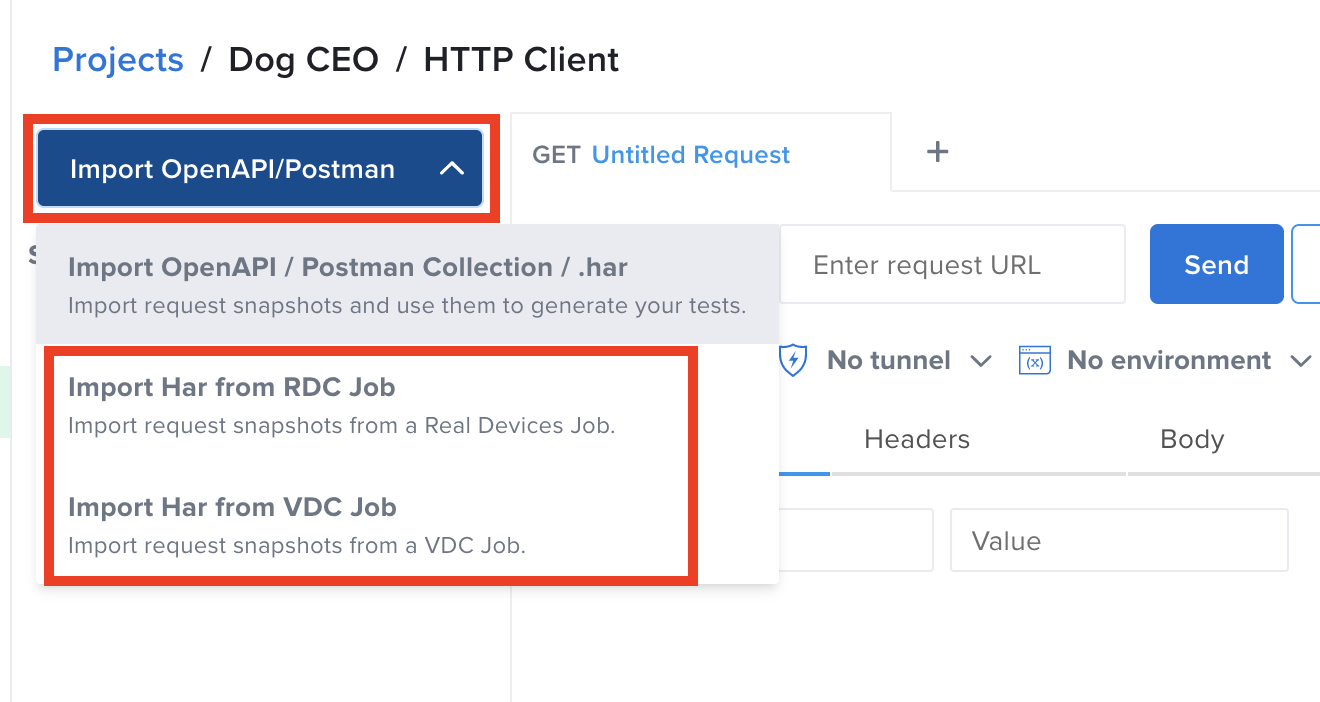 Projects / Dog CEO / HTTP Client
Import OpenAPI/Postman
GET Untitled Request
+
Import OpenAPI / Postman Collection / .har
Import request snapshots and use them to generate your tests.
Enter request URL
Send
Import Har from RDC Job
Import request snapshots from a Real Devices Job.
No tunnel
(x)
No environment
Headers
Body
Import Har from VDC Job
Import request snapshots from a VDC Job.
Value